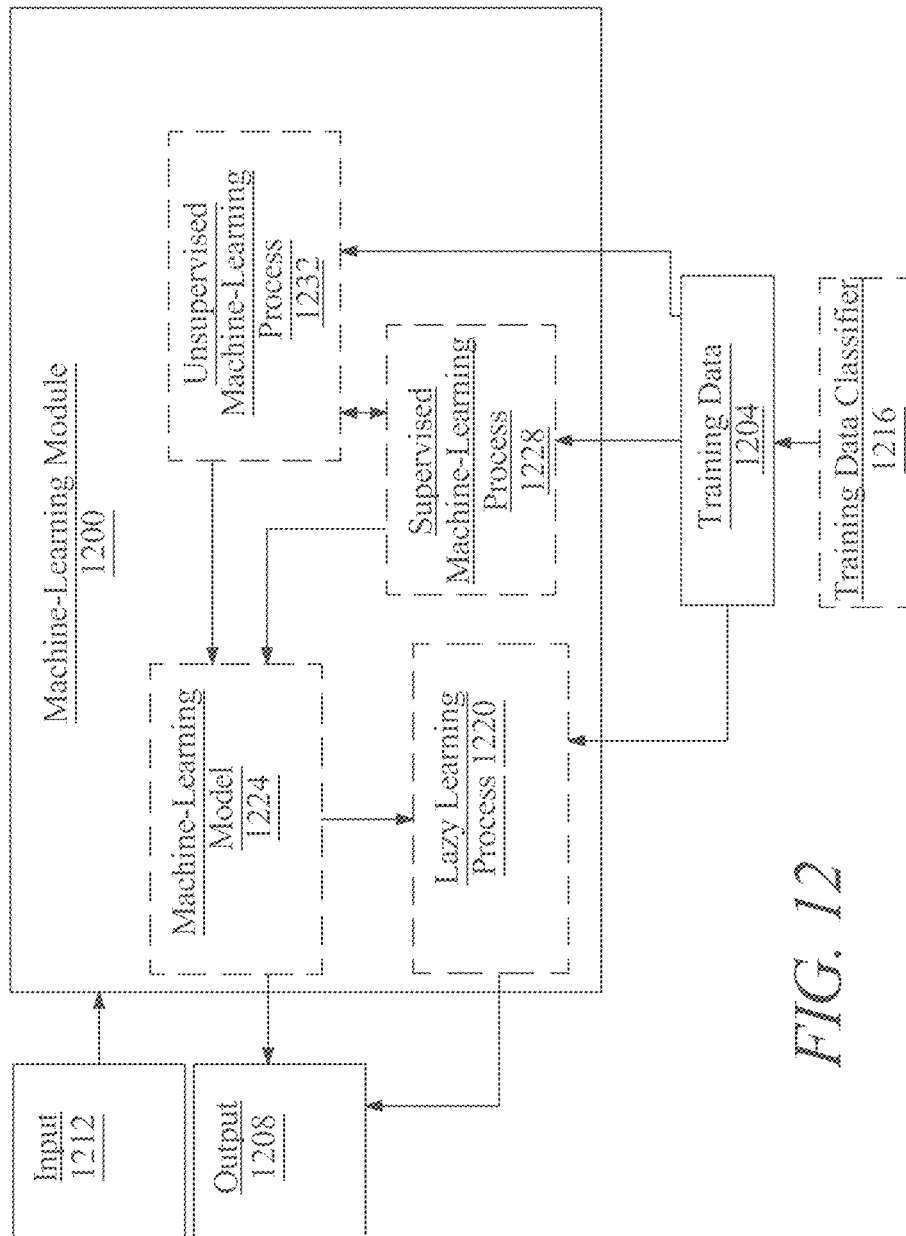 Machine-Learning Module
1200
Input
1212
Output
1208
Machine-Learning
Model
1224
Unsupervised
Machine-Learning
Process
1232
Lazy Learning
Process 1220
Supervised
Machine-Learning
Process
1228
Training Data
1204
Training Data Classifier
1216
FIG. 12